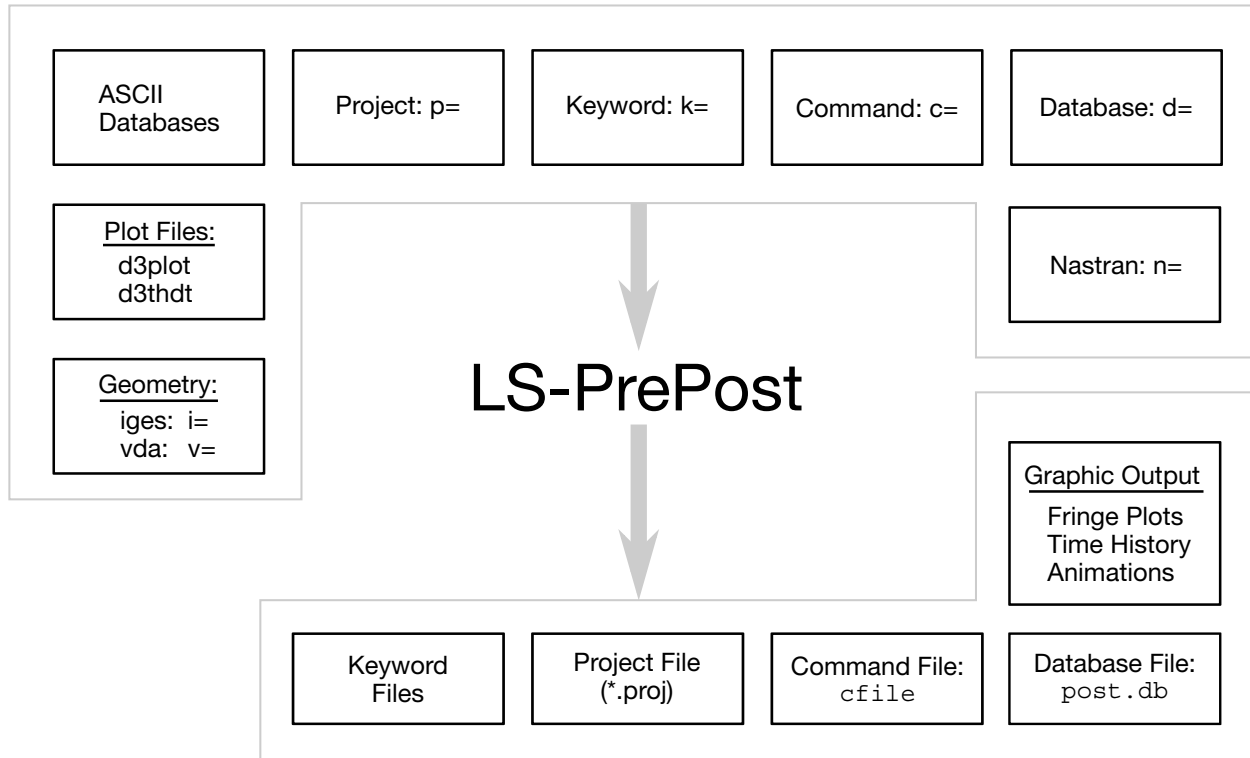 ASCII
Databases
Project: p=
Keyword: k=
Command: c=
Database: d=
Plot Files:
d3plot
d3thdt
Nastran: n=
Geometry:
iges: i=
vda: v=
LS-PrePost
Graphic Output
Fringe Plots
Time History
Animations
Keyword
Files
Project File
(*.proj)
Command File:
cfile
Database File:
post.db